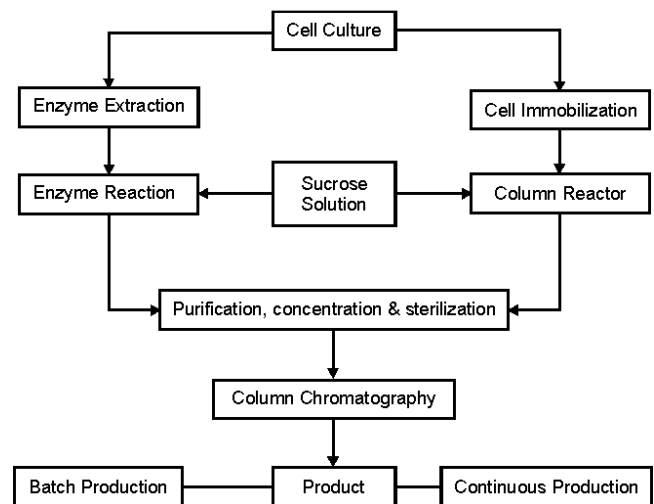 Cell Culture
Enzyme Extraction
Cell Immobilization
Enzyme Reaction
Sucrose
Solution
Column Reactor
Purification, concentration & sterilization
Column Chromatography
Batch Production
Product
Continuous Production